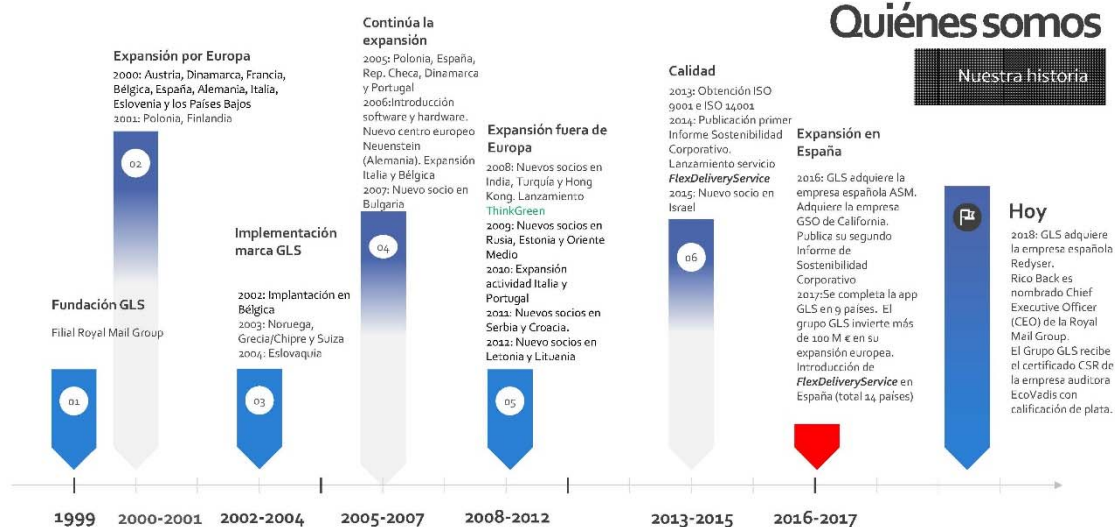 Quiénes somos
Nuestra historia
Fundación GLS
Filial Royal Mail Group
01
1999
Expansión por Europa
2000: Austria, Dinamarca, Francia,
Bélgica, España, Alemania, Italia,
Eslovenia y los Países Bajos
2001: Polonia, Finlandia
02
2000-2001
Implementación
marca GLS
2002: Implantación en
Bélgica
2003: Noruega,
Grecia/Chipre y Suiza
2004: Eslovaquia
03
2002-2004
Continúa la
expansión
2005: Polonia, España,
Rep. Checa, Dinamarca
y Portugal
2006:Introducción
software y hardware.
Nuevo centro europeo
Neuenstein
(Alemania). Expansión
Italia y Bélgica
2007: Nuevo socio en
Bulgaria
04
2005-2007
Expansión fuera de
Europa
2008: Nuevos socios en
India, Turquía y Hong
Kong. Lanzamiento
ThinkGreen
2009: Nuevos socios en
Rusia, Estonia y Oriente
Medio
2010: Expansión
actividad Italia y
Portugal
2011: Nuevos socios en
Serbia y Croacia.
2012: Nuevo socios en
Letonia y Lituania
05
2008-2012
Calidad
2013: Obtención ISO
9001 e ISO 14001
2014: Publicación primer
Informe Sostenibilidad
Corporativo.
Lanzamiento servicio
FlexDeliveryService
2015: Nuevo socio en
Israel
06
2013-2015
Expansión en
España
2016: GLS adquiere la
empresa española ASM.
Adquiere la empresa
GSO de California.
Publica su segundo
Informe de
Sostenibilidad
Corporativo
2017:Se completa la app
GLS en 9 países. El
grupo GLS invierte más
de 100 M € en su
expansión europea.
Introducción de
FlexDeliveryService en
España (total 14 países)
2016-2017
Hoy
2018: GLS adquiere
la empresa española
Redyser.
Rico Back es
nombrado Chief
Executive Officer
(CEO) de la Royal
Mail Group.
El Grupo GLS recibe
el certificado CSR de
la empresa auditora
EcoVadis con
calificación de plata.